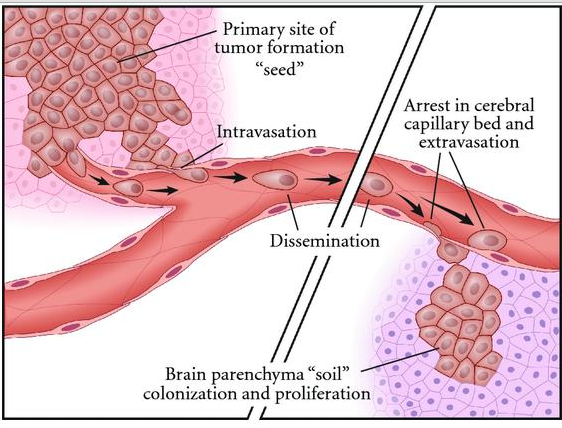 Primary site of
tumor formation
“seed”
Intravasation
Arrest in cerebral
capillary bed and
extravasation
Dissemination
Brain parenchyma “soil”
colonization and proliferation